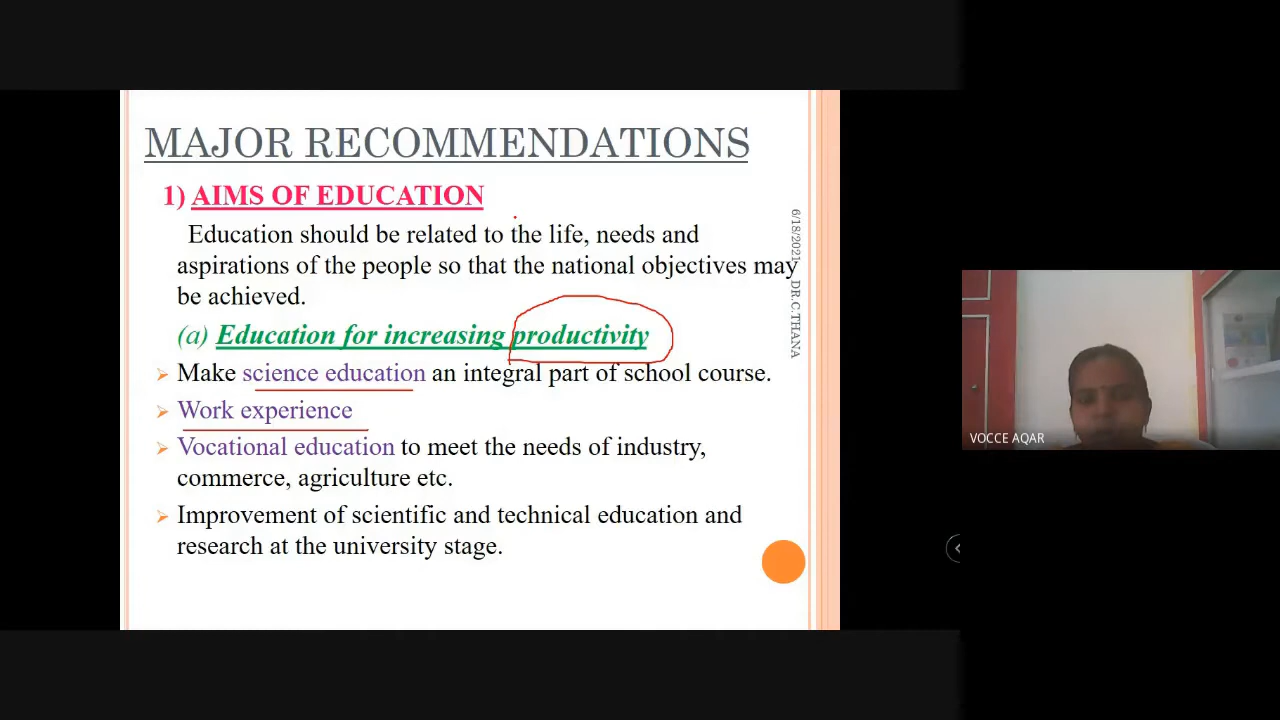 MAJOR RECOMMENDATIONS
1) AIMS OF EDUCATION
Education should be related to the life, needs and
aspirations of the people so that the national objectives may
be achieved.
(a) Education for increasing productivity
➢ Make science education an integral part of school course.
➢ Work experience
➢ Vocational education to meet the needs of industry,
commerce, agriculture etc.
➢ Improvement of scientific and technical education and
research at the university stage.
6/18/2021
DR.C.THANA
VOCCE AQAR